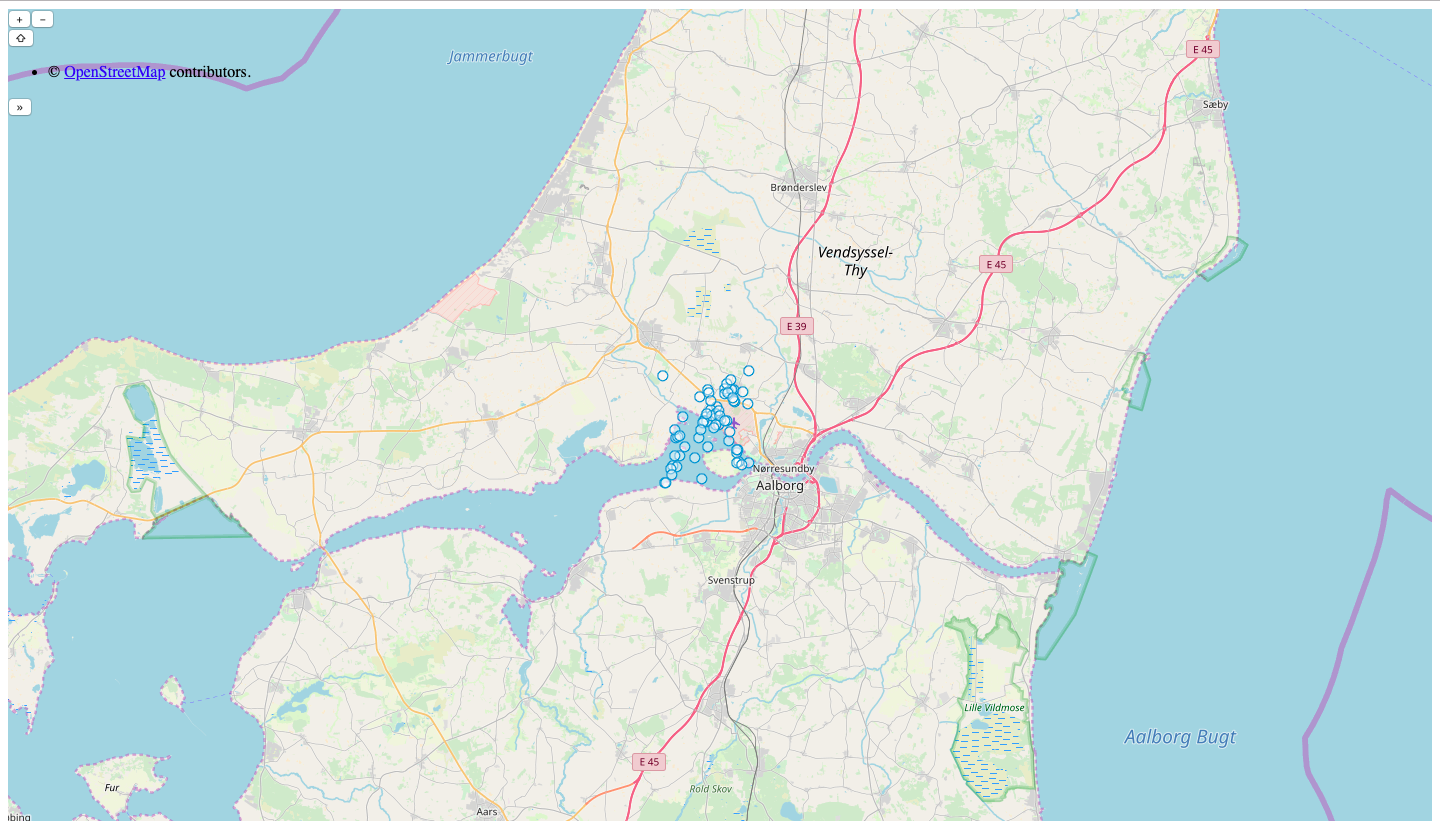 + −
⇧
• © OpenStreetMap contributors.
»
Jammerbugt
E 45
Sæby
Brønderslev
Vendsyssel-
Thy
E 45
E 39
Nørresundby
Aalborg
Svenstrup
Lille Vildmose
Aalborg Bugt
E 45
Rold Skov
Fur
Aars